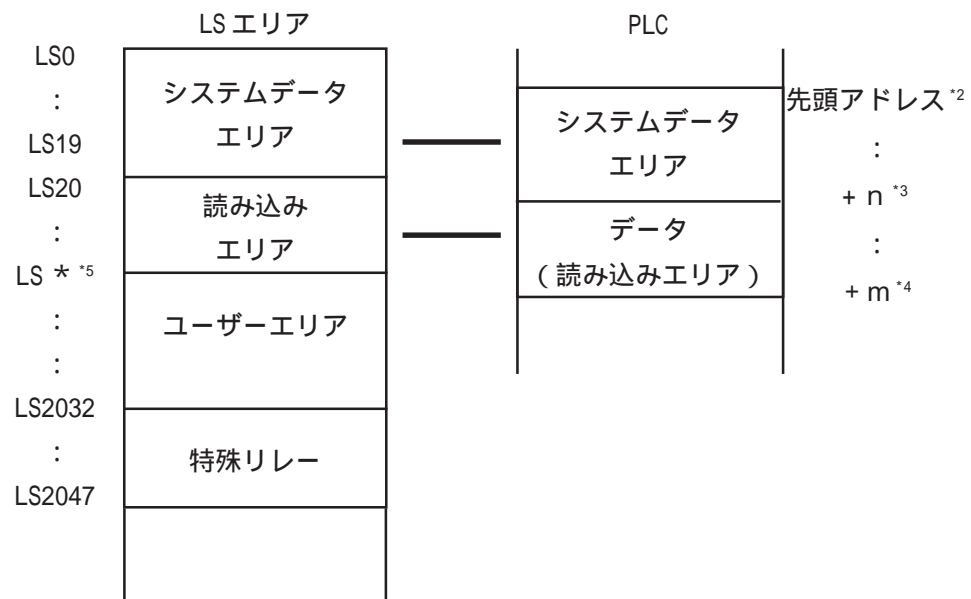 LSエリア
PLC
LS0
:
LS19
LS20
:
LS＊*5
:
:
LS2032
:
LS2047
システムデータ
エリア
読み込み
エリア
ユーザーエリア
特殊リレー
システムデータ
エリア
データ
(読み込みエリア)
先頭アドレス*2
:
+ n *3
:
+ m *4